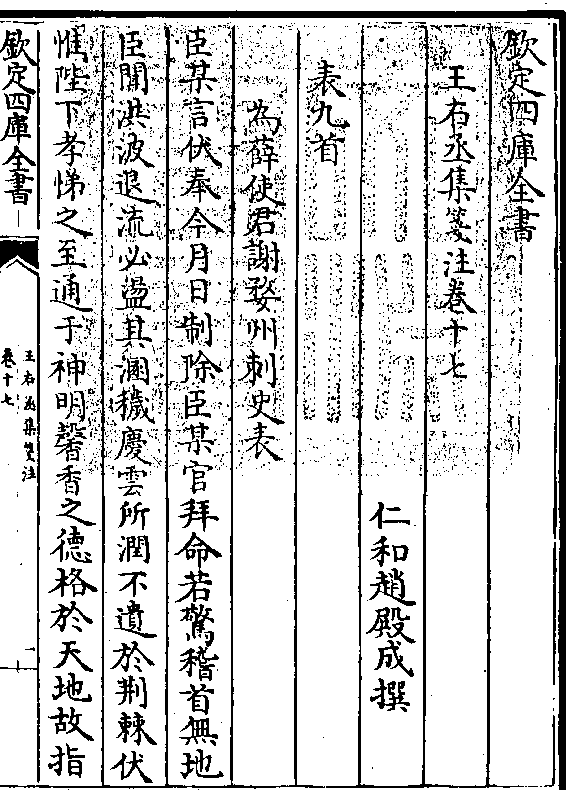 欽定四庫全書
王右丞集箋注卷十七
仁和趙殿成撰
表九首
為薛使君謝婺州刺史表
臣某言伏奉今月日制除臣某官拜命若驚稽首無地
臣聞洪波退流必盪其溷穢慶雲所潤不遺於荆棘伏
惟陛下孝悌之至通于神明馨香之德格於天地故指
欽定四庫全書
王右丞集箋注
卷十七
一